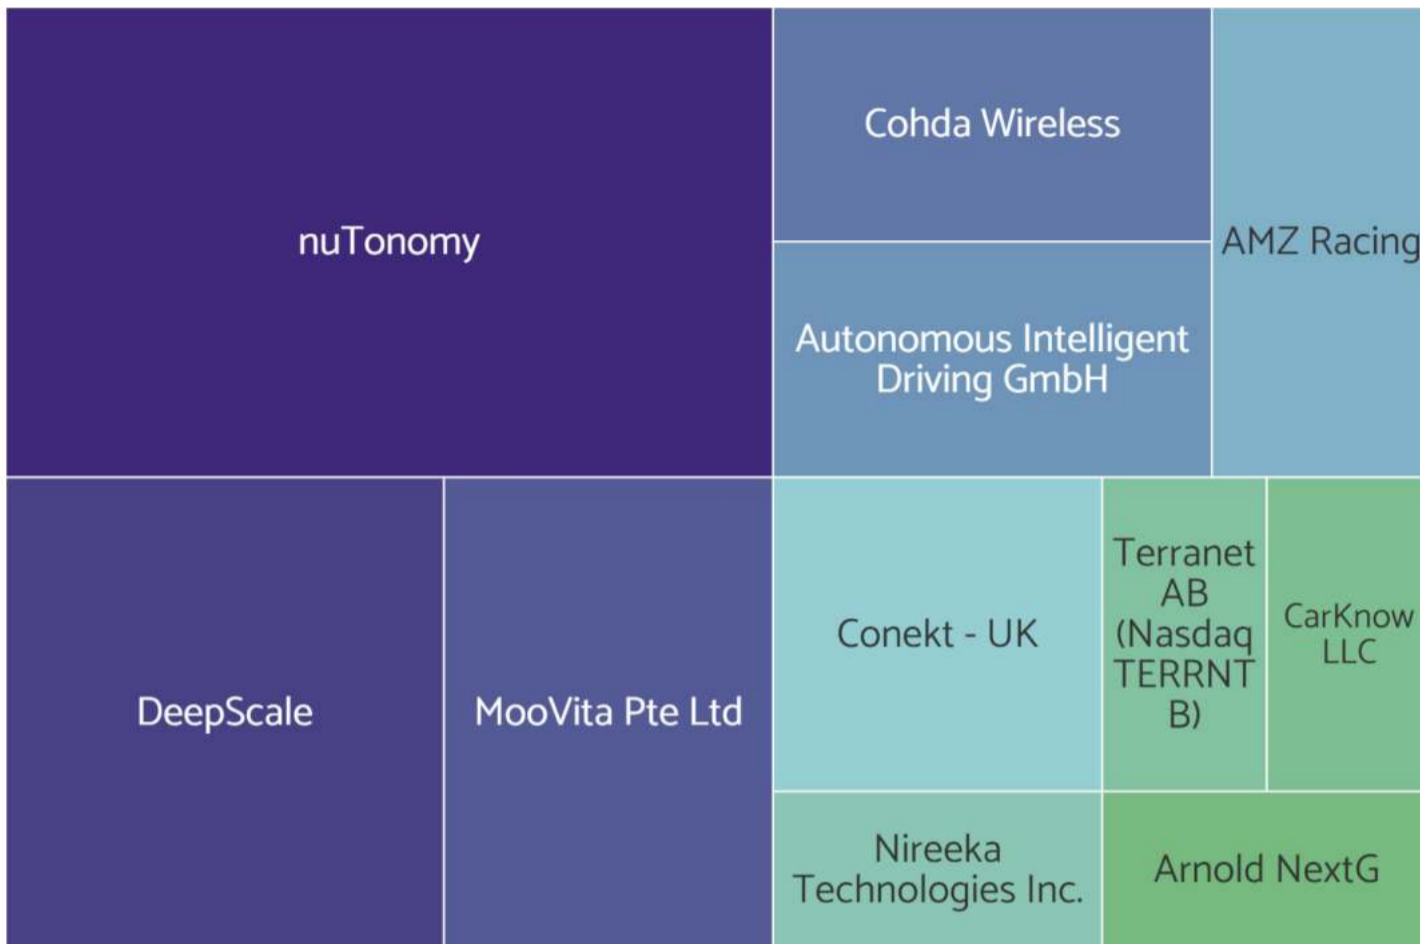 nuTonomy
Cohda Wireless
Autonomous Intelligent
Driving GmbH
AMZ Racing
DeepScale
MooVita Pte Ltd
Conekt - UK
Terranet
AB
(Nasdaq
TERRNT
B)
CarKnow
LLC
Nireeka
Technologies Inc.
Arnold NextG